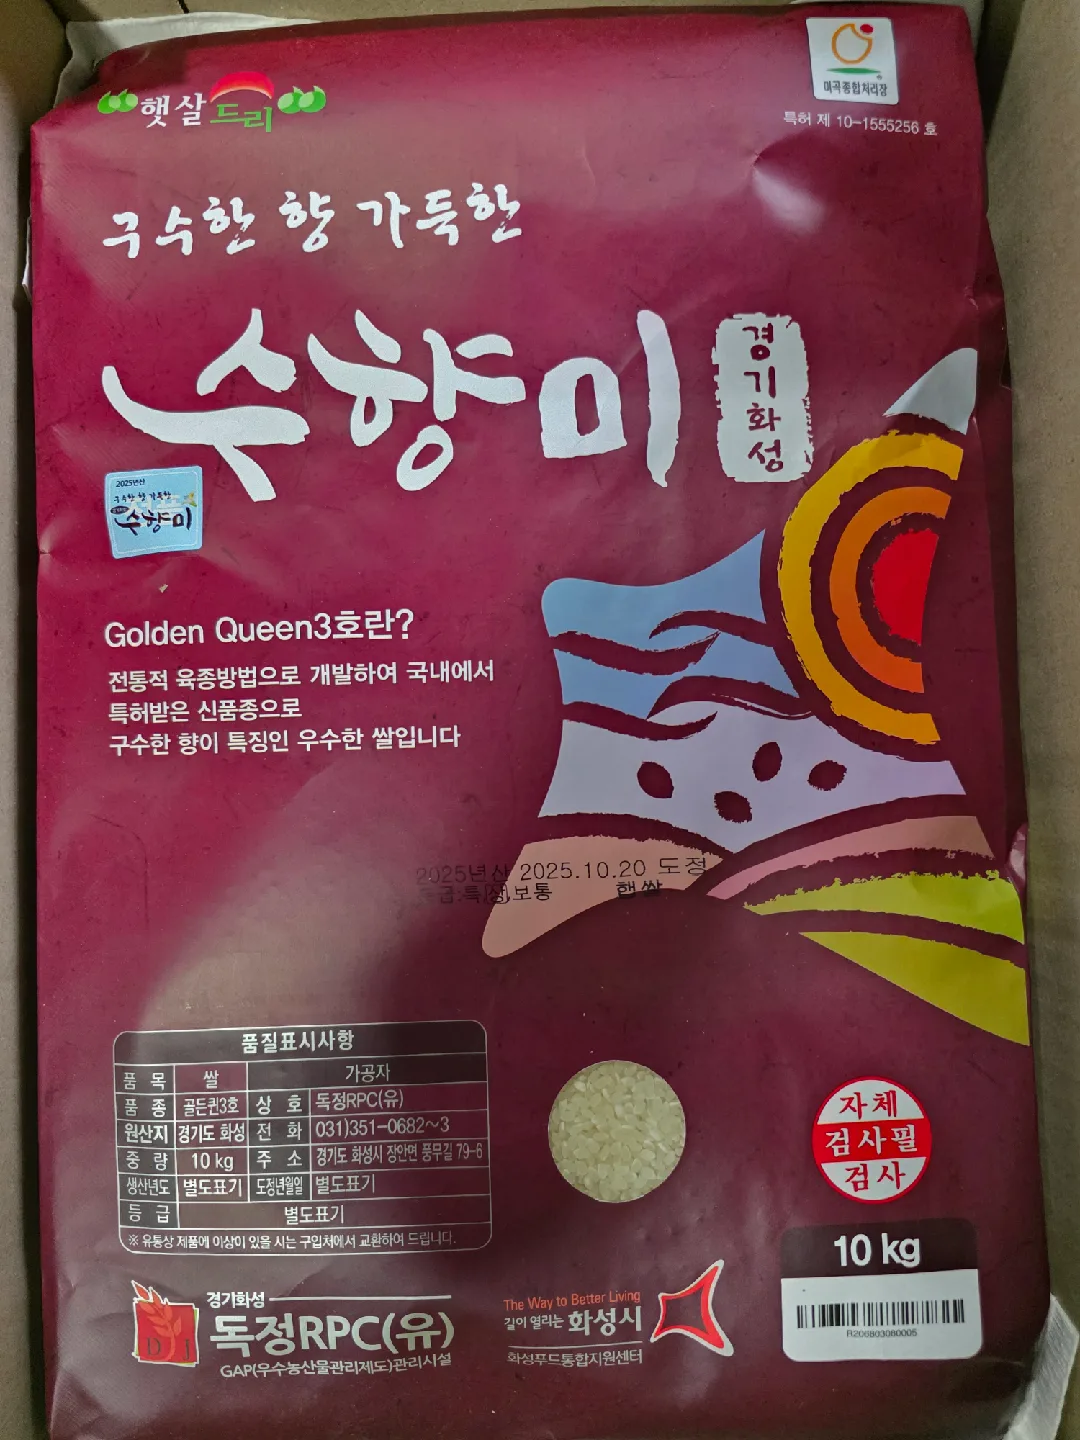 햇살드리
미곡종합처리장
특허 제 10-1555256 호
구수한 향 가득한
수향미
경기화성
2025년산
구수한 향 가득한
수향미
Golden Queen3호란?
전통적 육종방법으로 개발하여 국내에서
특허받은 신품종으로
구수한 향이 특징인 우수한 쌀입니다
2025년산 2025.10.20 도정
등급:특,상,보통 햅쌀
품질표시사항
품 목 쌀 가공자
품 종 골든퀸3호 상 호 독정RPC(유)
원산지 경기도 화성 전 화 031)351-0682~3
중 량 10 kg 주 소 경기도 화성시 장안면 풍무길 79-6
생산년도 별도표기 도정년월일 별도표기
등 급 별도표기
※ 유통상 제품에 이상이 있을 시는 구입처에서 교환하여 드립니다.
자체
검사필
검사
10 kg
R208803080005
D J
경기화성
독정RPC(유)
GAP(우수농산물관리제도)관리시설
The Way to Better Living
길이 열리는 화성시
화성푸드통합지원센터